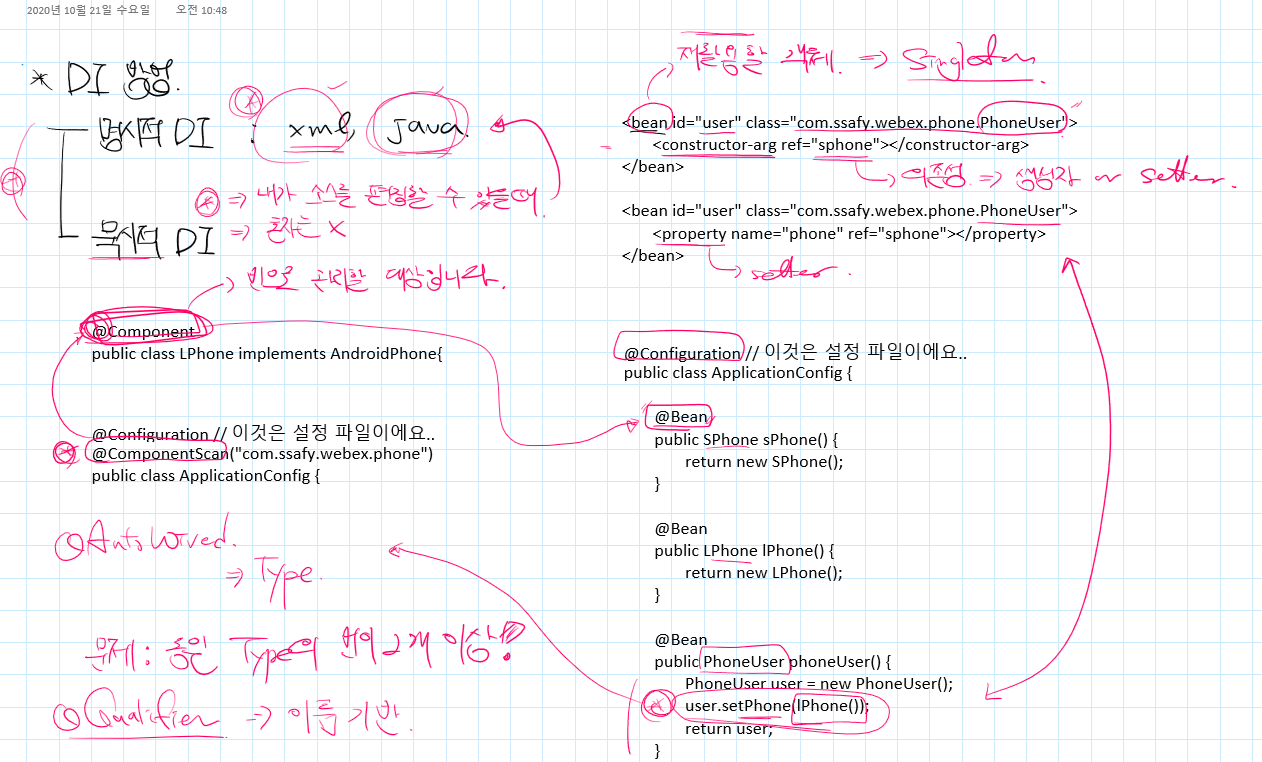 2020년 10월 21일 수요일 오전 10:48
* DI 방법.
명시적 DI : xml, java.
⇒ 내가 소스를 편집할 수 있을때.
묵시적 DI ⇒ 혼자는 X
→ 빈으로 관리할 대상입니다.
@Component
public class LPhone implements AndroidPhone{
@Configuration // 이것은 설정 파일이에요..
@ComponentScan("com.ssafy.webex.phone")
public class ApplicationConfig {
@AutoWired.
⇒ Type.
문제 : 동일 Type의 빈이 2개 이상?
@Qualifier ⇒ 이름 기반.
객체. ⇒ Singleton.
<bean id="user" class="com.ssafy.webex.phone.PhoneUser">
<constructor-arg ref="sphone"></constructor-arg>
</bean>
→ 의존성. ⇒ 생성자 or setter.
<bean id="user" class="com.ssafy.webex.phone.PhoneUser">
<property name="phone" ref="sphone"></property>
</bean>
→ setter.
@Configuration // 이것은 설정 파일이에요..
public class ApplicationConfig {
@Bean
public SPhone sPhone() {
return new SPhone();
}
@Bean
public LPhone lPhone() {
return new LPhone();
}
@Bean
public PhoneUser phoneUser() {
PhoneUser user = new PhoneUser();
user.setPhone(lPhone());
return user;
}